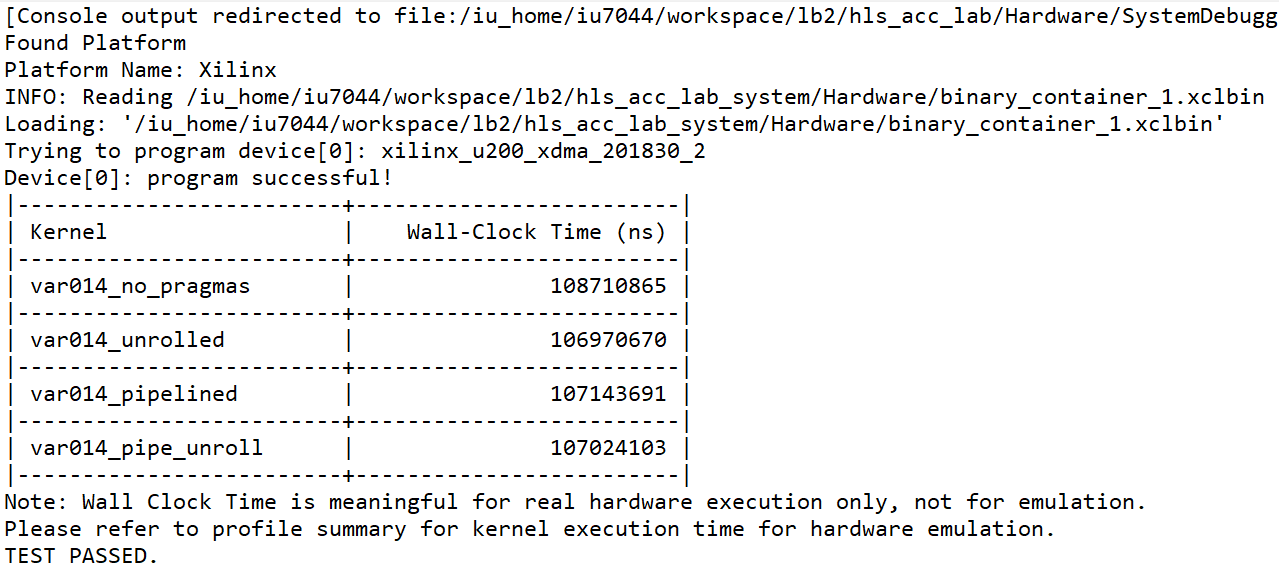 [Console output redirected to file:/iu_home/iu7044/workspace/lb2/hls_acc_lab/Hardware/SystemDebugg
Found Platform
Platform Name: Xilinx
INFO: Reading /iu_home/iu7044/workspace/lb2/hls_acc_lab_system/Hardware/binary_container_1.xclbin
Loading: '/iu_home/iu7044/workspace/lb2/hls_acc_lab_system/Hardware/binary_container_1.xclbin'
Trying to program device[0]: xilinx_u200_xdma_201830_2
Device[0]: program successful!
|-------------------------+-------------------------|
| Kernel                  |    Wall-Clock Time (ns) |
|-------------------------+-------------------------|
| var014_no_pragmas       |               108710865 |
|-------------------------+-------------------------|
| var014_unrolled         |               106970670 |
|-------------------------+-------------------------|
| var014_pipelined        |               107143691 |
|-------------------------+-------------------------|
| var014_pipe_unroll      |               107024103 |
|-------------------------+-------------------------|
Note: Wall Clock Time is meaningful for real hardware execution only, not for emulation.
Please refer to profile summary for kernel execution time for hardware emulation.
TEST PASSED.